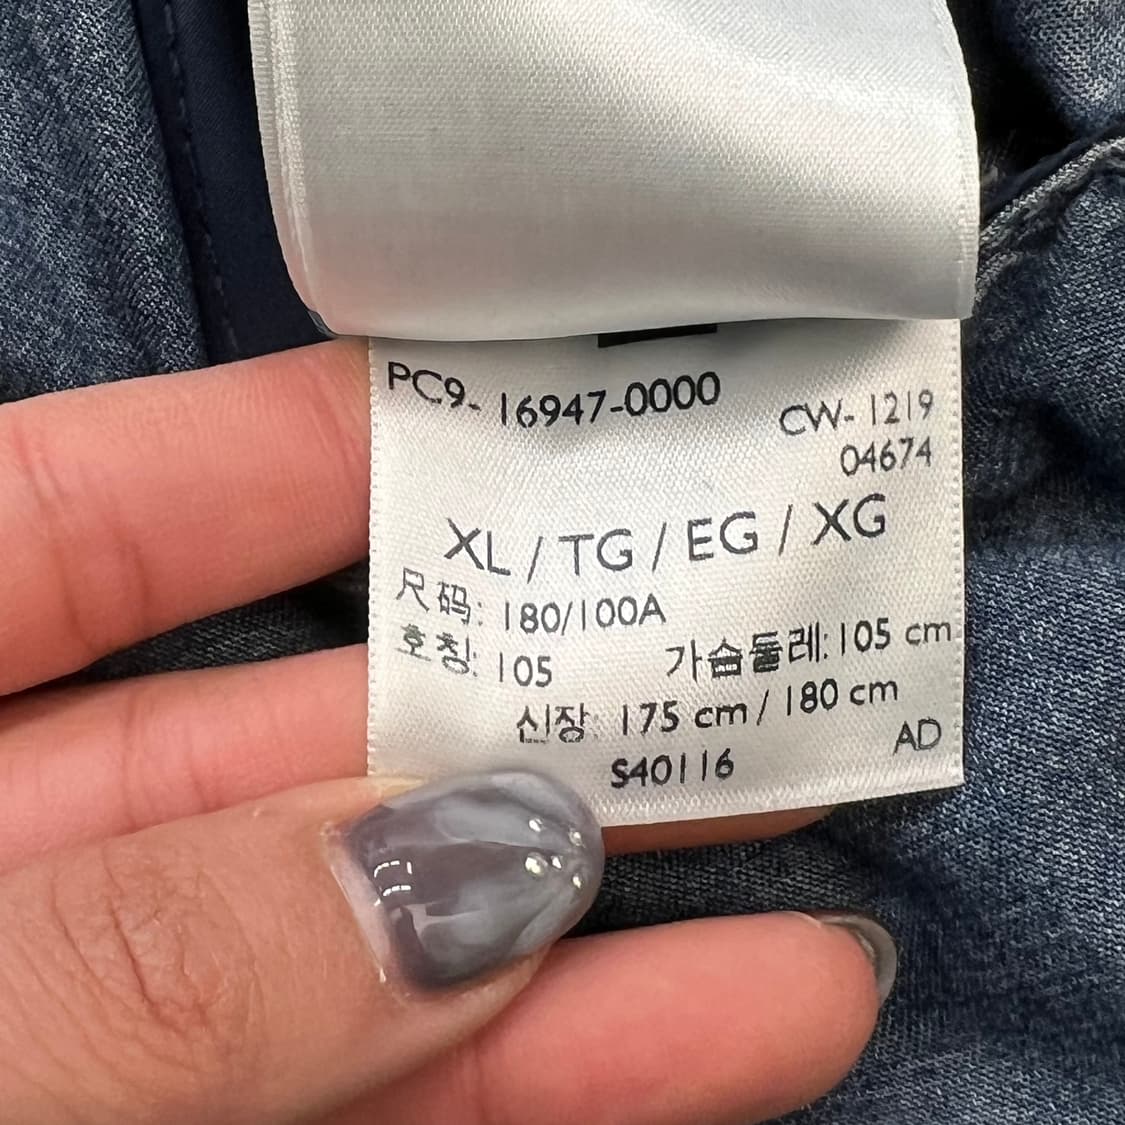 PC9- 16947-0000
CW- 1219
04674
XL / TG / EG / XG
尺码: 180/100A
호칭: 105 가슴둘레: 105 cm
신장: 175 cm / 180 cm
AD
S40116